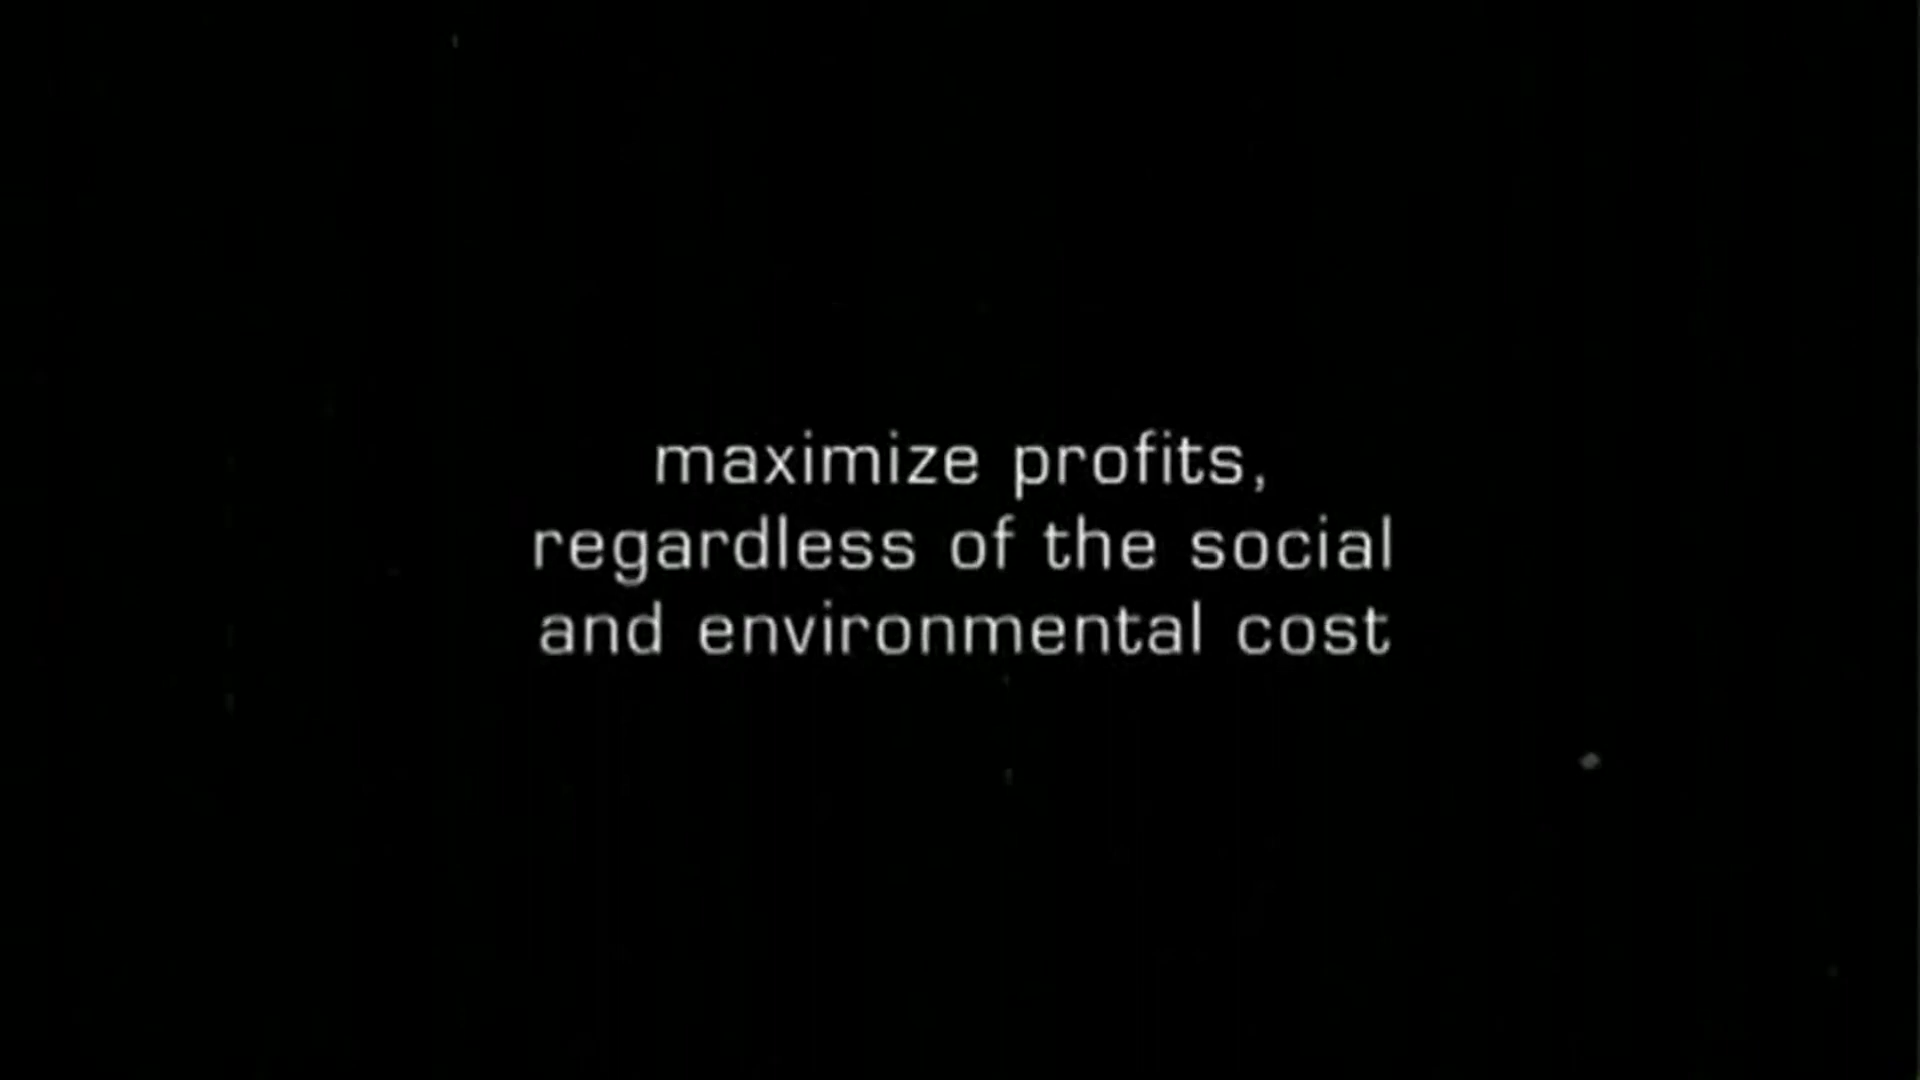 maximize profits,
regardless of the social
and environmental cost